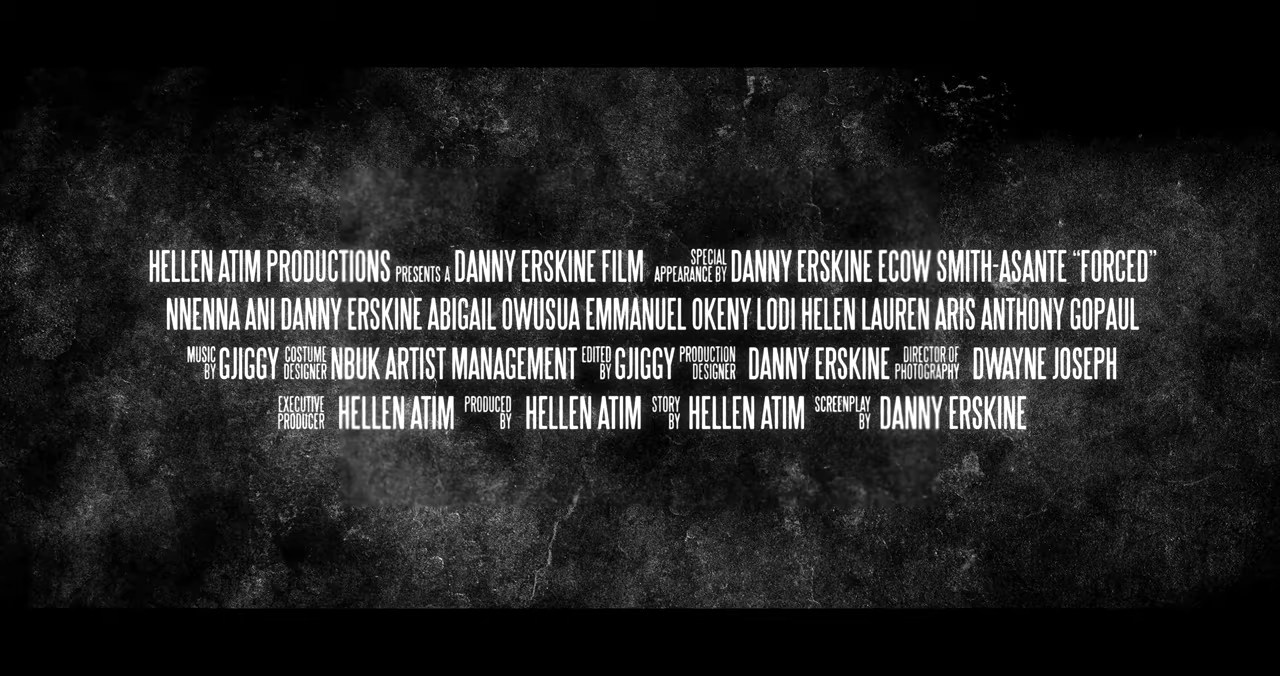 HELLEN ATIM PRODUCTIONS PRESENTS A DANNY ERSKINE FILM SPECIAL APPEARANCE BY DANNY ERSKINE ECOW SMITH-ASANTE “FORCED”
NNENNA ANI DANNY ERSKINE ABIGAIL OWUSUA EMMANUEL OKENY LODI HELEN LAUREN ARIS ANTHONY GOPAUL
MUSIC BY GJIGGY COSTUME DESIGNER NBUK ARTIST MANAGEMENT EDITED BY GJIGGY PRODUCTION DESIGNER DANNY ERSKINE DIRECTOR OF PHOTOGRAPHY DWAYNE JOSEPH
EXECUTIVE PRODUCER HELLEN ATIM PRODUCED BY HELLEN ATIM STORY BY HELLEN ATIM SCREENPLAY BY DANNY ERSKINE